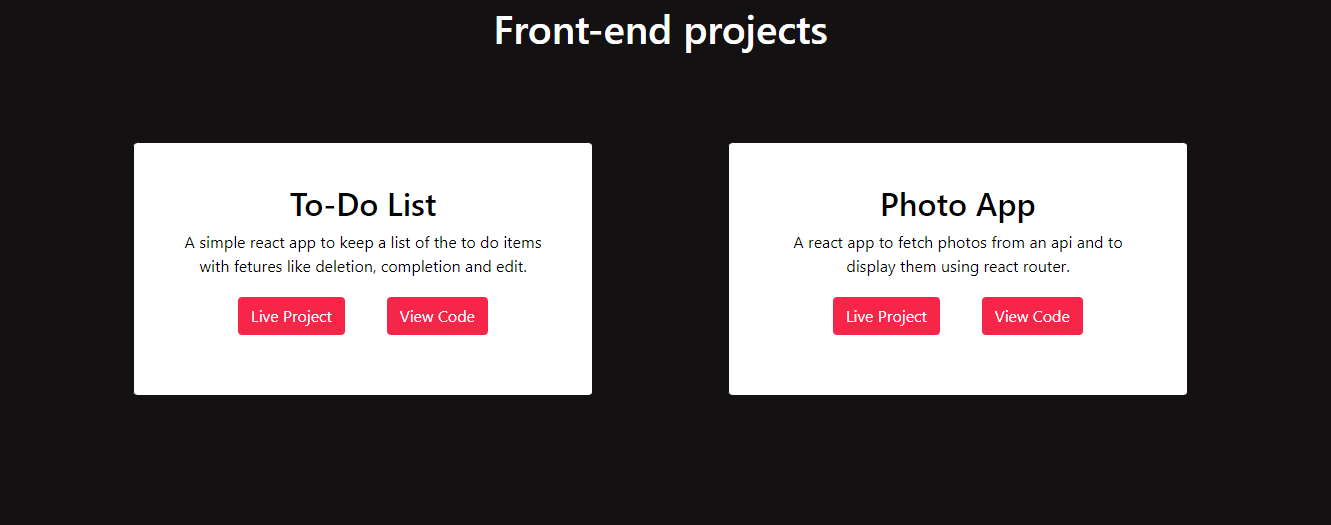 Front-end projects
To-Do List
A simple react app to keep a list of the to do items
with fetures like deletion, completion and edit.
Live Project
View Code
Photo App
A react app to fetch photos from an api and to
display them using react router.
Live Project
View Code